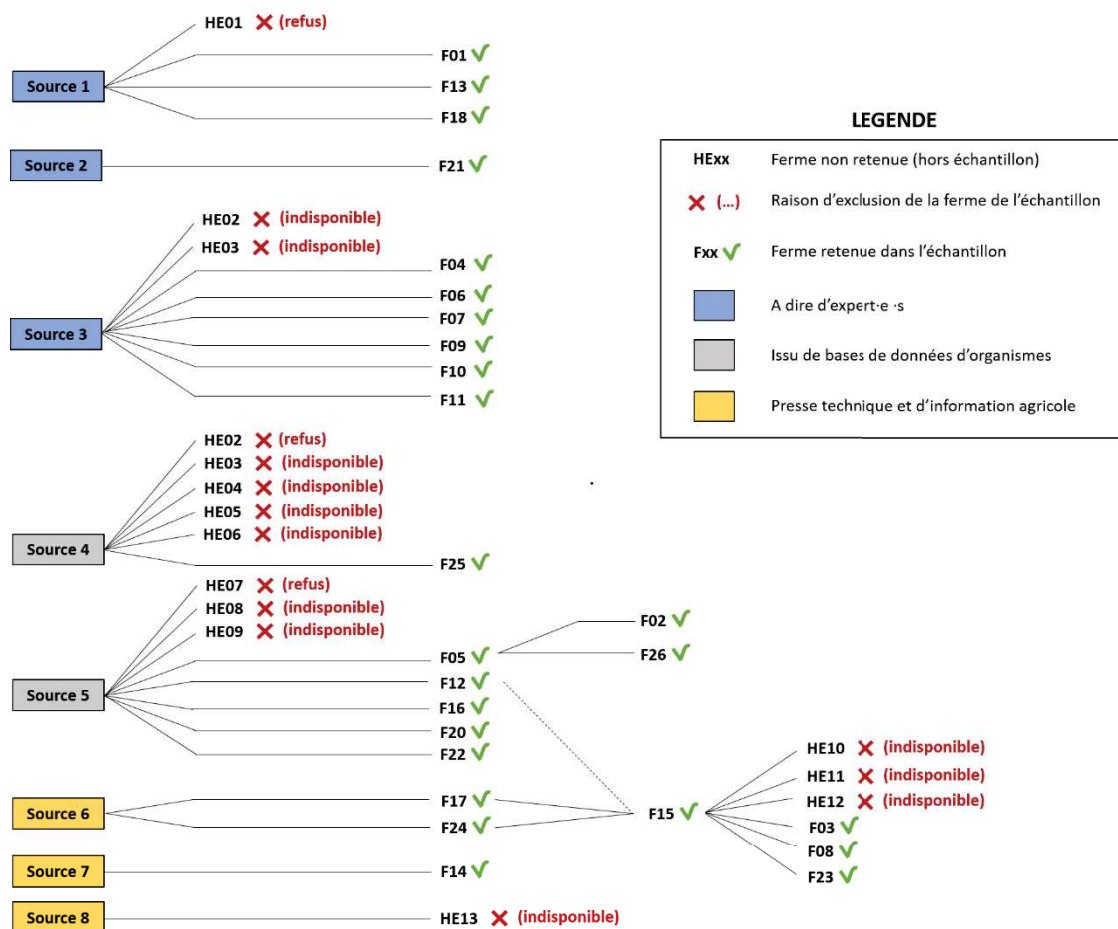 HE01 ✗ (refus)
F01 √
Source 1
F13 √
F18 √
Source 2
F21 √
HE02 ✗ (indisponible)
HE03 ✗ (indisponible)
F04 √
F06 √
F07 √
Source 3
F09 √
F10 √
F11 √
HE02 ✗ (refus)
HE03 ✗ (indisponible)
HE04 ✗ (indisponible)
HE05 ✗ (indisponible)
HE06 ✗ (indisponible)
Source 4
F25 √
HE07 ✗ (refus)
HE08 ✗ (indisponible)
HE09 ✗ (indisponible)
F05 √
F12 √
Source 5
F16 √
F20 √
F22 √
F02 √
F26 √
Source 6
F17 √
F24 √
F15 √
HE10 ✗ (indisponible)
HE11 ✗ (indisponible)
HE12 ✗ (indisponible)
F03 √
F08 √
F23 √
Source 7
F14 √
Source 8
HE13 ✗ (indisponible)
LEGENDE
HExx Ferme non retenue (hors échantillon)
✗ (...) Raison d'exclusion de la ferme de l'échantillon
Fxx √ Ferme retenue dans l'échantillon
A dire d'expert·e ·s
Issu de bases de données d'organismes
Presse technique et d'information agricole